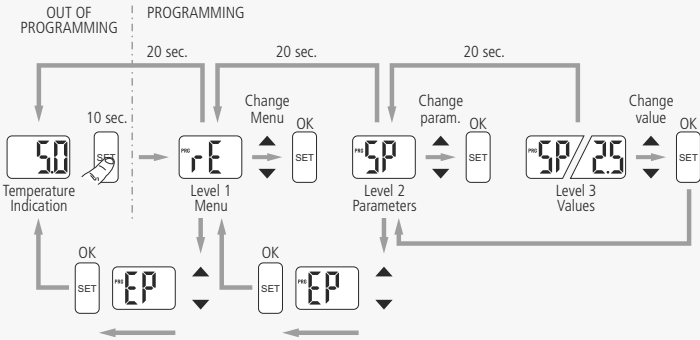 OUT OF
PROGRAMMING
PROGRAMMING
20 sec.
20 sec.
20 sec.
10 sec.
Change
Menu
OK
Change
param.
OK
Change
value
OK
5.0
SET
PRG rE
SET
PRG SP
SET
PRG SP/2.5
SET
Temperature
Indication
Level 1
Menu
Level 2
Parameters
Level 3
Values
OK
OK
SET
PRG EP
SET
PRG EP